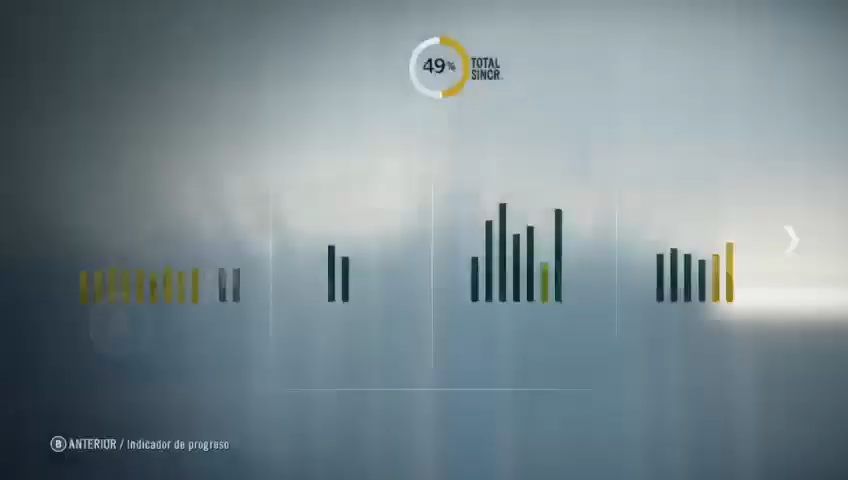 49%
TOTAL
SINCR.
B ANTERIOR / Indicador de progreso